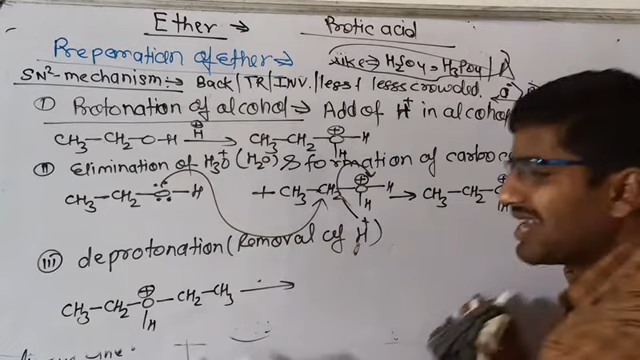 Ether → Protic acid
Preperation of ether → Like ⇒ H2SO4 = H3PO4 / Δ
SN²-mechanism:→ Back/TR/INV./less & lesss crowded.
① Protonation of alcohol → Add of H⁺ in alcohol
CH3-CH2-O-H —H⊕→ CH3-CH2-O⊕-H
H
② Elimination of H3O⁺ (H2O) & formation of carboc
CH3-CH2-O-H + CH3-CH2-O⊕-H → CH3-CH2-O
H H
③ deprotonation (Removal of H⁺)
CH3-CH2-O⊕-CH2-CH3 →
H